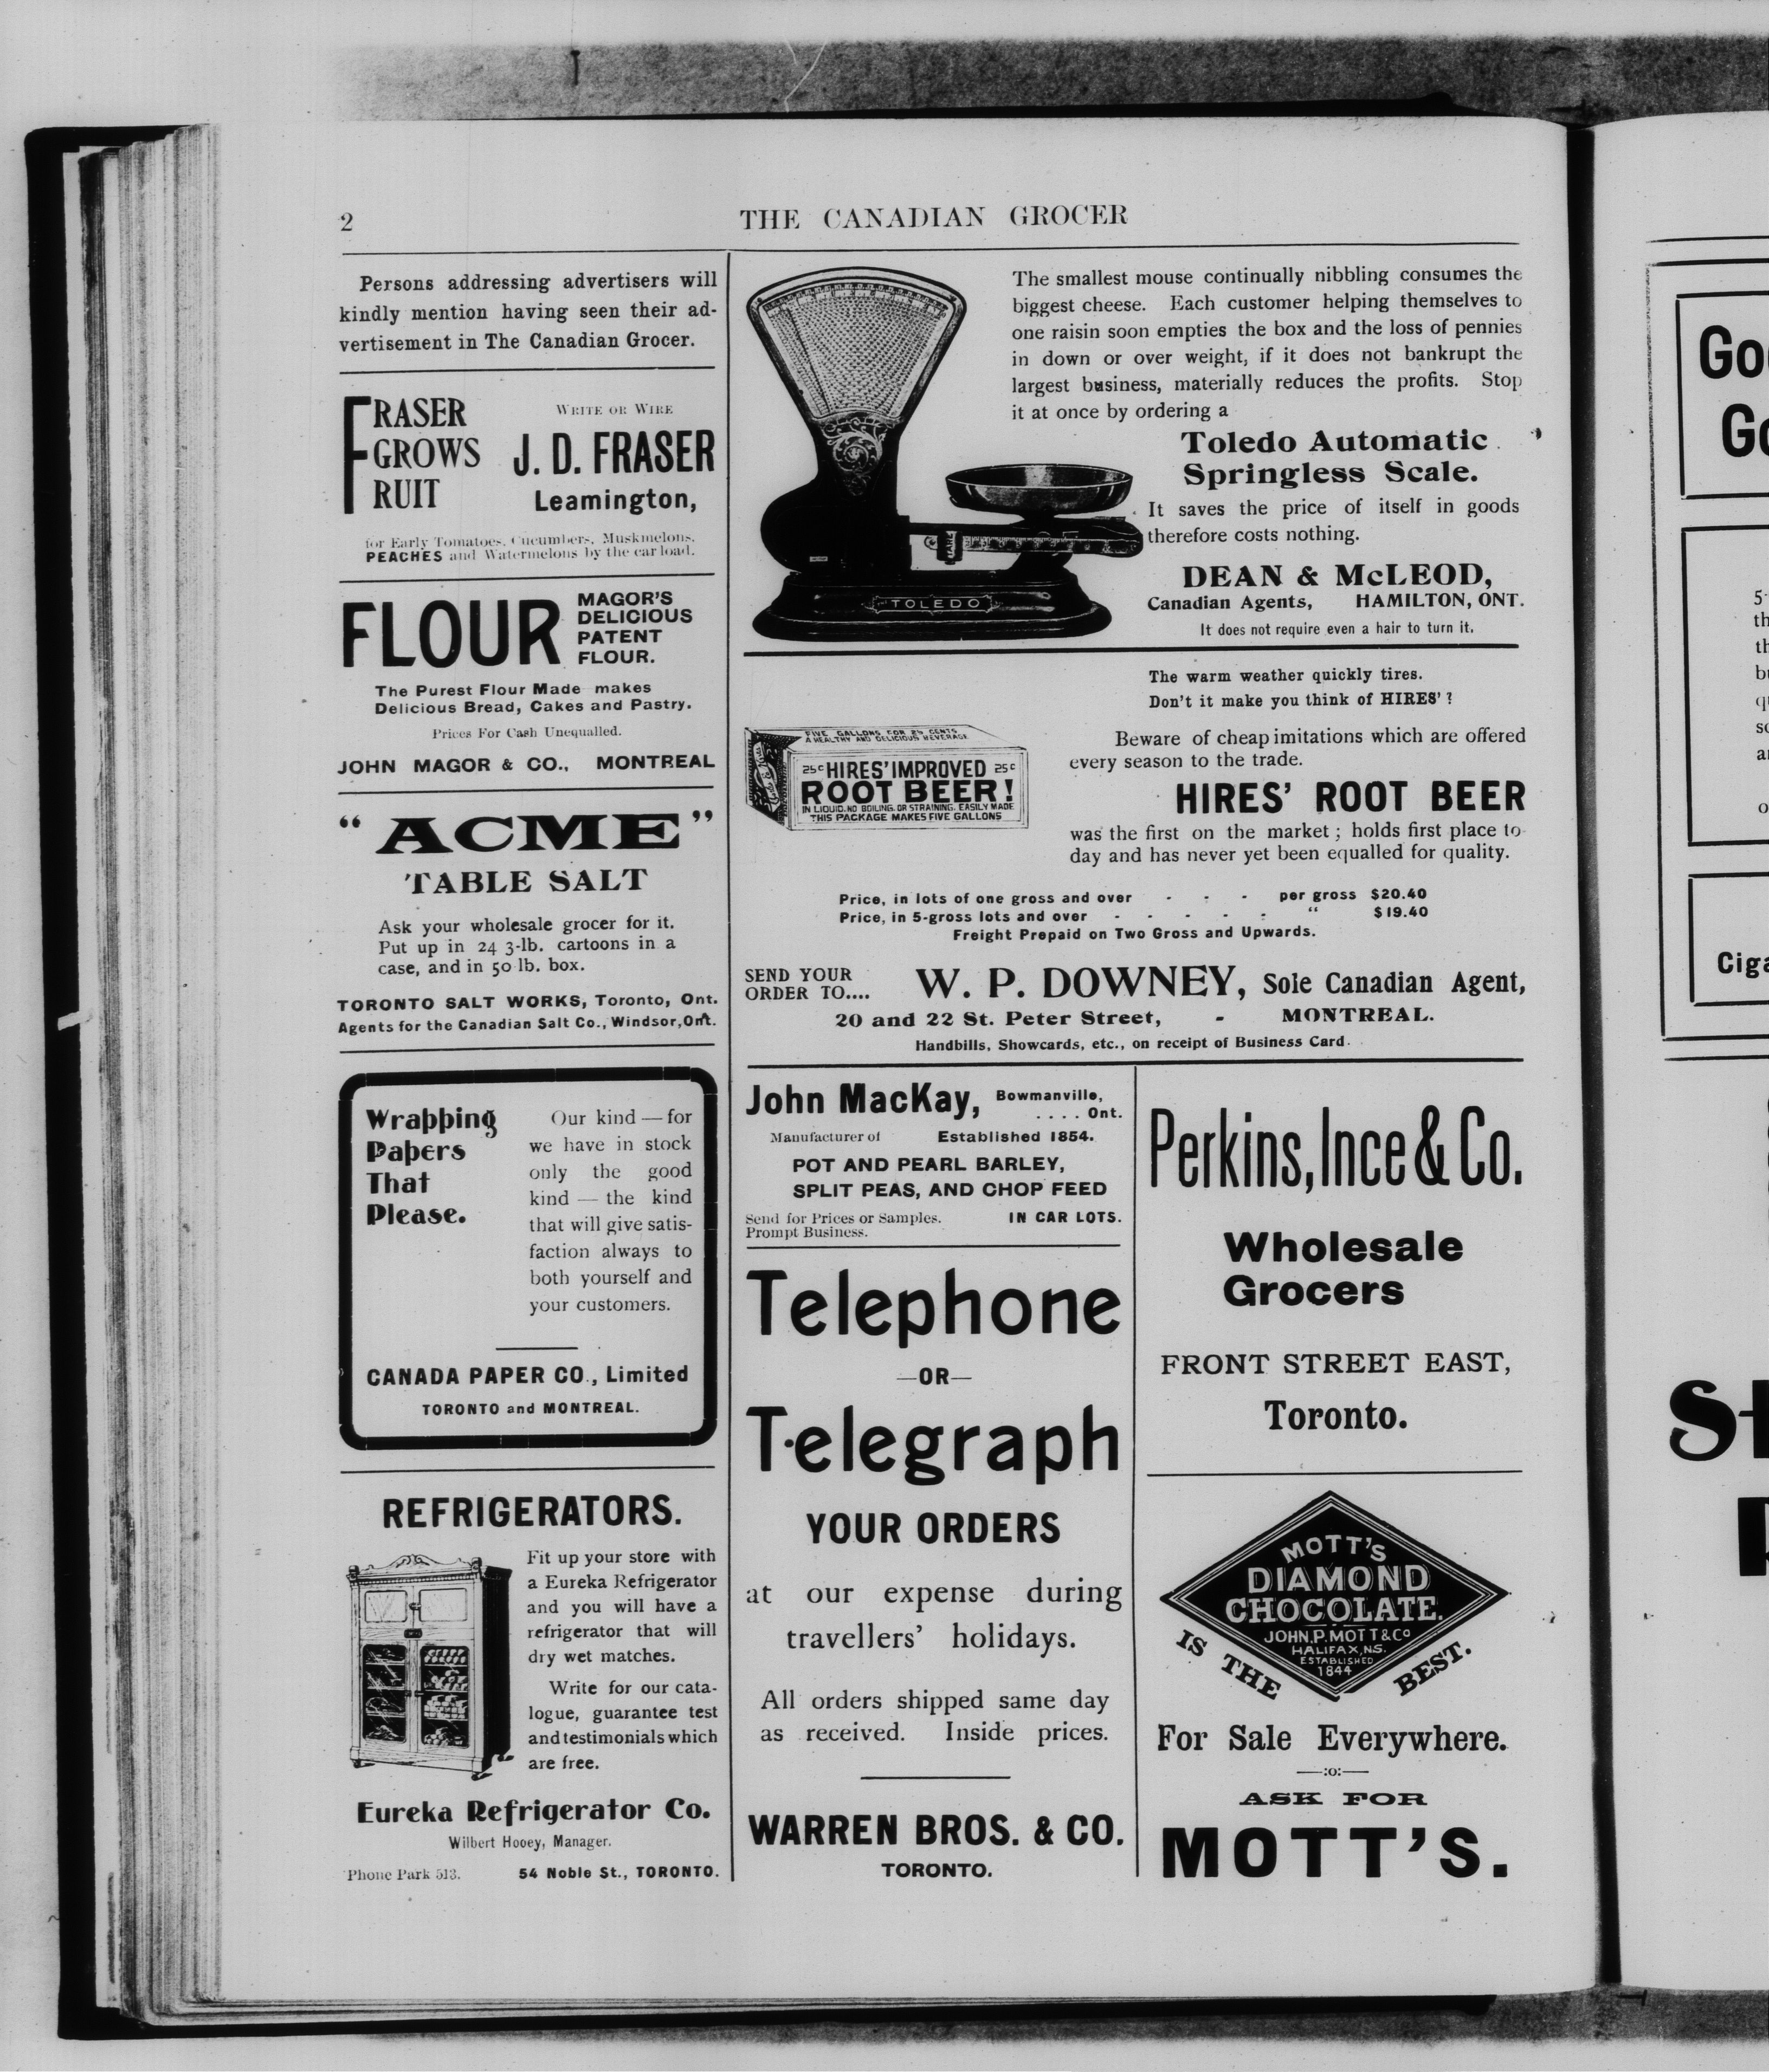 2
THE CANADIAN GROCER
Persons addressing advertisers will
kindly mention having seen their ad-
vertisement in The Canadian Grocer.
FRASER
GROWS
FRUIT
WRITE OR WIRE
J. D. FRASER
Leamington,
for Early Tomatoes, Cucumbers, Muskmelons,
PEACHES and Watermelons by the car load.
FLOUR
MAGOR'S
DELICIOUS
PATENT
FLOUR.
The Purest Flour Made makes
Delicious Bread, Cakes and Pastry.
Prices For Cash Unequalled.
JOHN MAGOR & CO., MONTREAL
"ACME"
TABLE SALT
Ask your wholesale grocer for it.
Put up in 24 3-lb. cartoons in a
case, and in 50 lb. box.
TORONTO SALT WORKS, Toronto, Ont.
Agents for the Canadian Salt Co., Windsor, Ont.
Wrapping
Papers
That
Please.
Our kind—for
we have in stock
only the good
kind — the kind
that will give satis-
faction always to
both yourself and
your customers.
CANADA PAPER CO., Limited
TORONTO and MONTREAL.
REFRIGERATORS.
Fit up your store with
a Eureka Refrigerator
and you will have a
refrigerator that will
dry wet matches.
Write for our cata-
logue, guarantee test
and testimonials which
are free.
Eureka Refrigerator Co.
Wilbert Hooey, Manager.
Phone Park 513. 54 Noble St., TORONTO.
The smallest mouse continually nibbling consumes the
biggest cheese. Each customer helping themselves to
one raisin soon empties the box and the loss of pennies
in down or over weight, if it does not bankrupt the
largest business, materially reduces the profits. Stop
it at once by ordering a
Toledo Automatic
Springless Scale.
It saves the price of itself in goods
therefore costs nothing.
DEAN & McLEOD,
Canadian Agents, HAMILTON, ONT.
It does not require even a hair to turn it.
TOLEDO
The warm weather quickly tires.
Don't it make you think of HIRES'?
FIVE GALLONS FOR 25 CENTS
A HEALTHY AND DELICIOUS BEVERAGE
25c HIRES' IMPROVED 25c
ROOT BEER!
IN LIQUID. NO BOILING OR STRAINING. EASILY MADE
THIS PACKAGE MAKES FIVE GALLONS
Beware of cheap imitations which are offered
every season to the trade.
HIRES' ROOT BEER
was the first on the market; holds first place to-
day and has never yet been equalled for quality.
Price, in lots of one gross and over - - - per gross $20.40
Price, in 5-gross lots and over - - - - - " $19.40
Freight Prepaid on Two Gross and Upwards.
SEND YOUR
ORDER TO....
W. P. DOWNEY, Sole Canadian Agent,
20 and 22 St. Peter Street, - MONTREAL.
Handbills, Showcards, etc., on receipt of Business Card.
John MacKay, Bowmanville,
.... Ont.
Manufacturer of Established 1854.
POT AND PEARL BARLEY,
SPLIT PEAS, AND CHOP FEED
Send for Prices or Samples. IN CAR LOTS.
Prompt Business.
Telephone
—OR—
Telegraph
YOUR ORDERS
at our expense during
travellers' holidays.
All orders shipped same day
as received. Inside prices.
WARREN BROS. & CO.
TORONTO.
Perkins, Ince & Co.
Wholesale
Grocers
FRONT STREET EAST,
Toronto.
MOTT'S
DIAMOND
CHOCOLATE.
JOHN. P. MOTT & Co
HALIFAX, N.S.
ESTABLISHED
1844
IS THE BEST.
For Sale Everywhere.
—:o:—
ASK FOR
MOTT'S.
Go
Go
Ciga
St